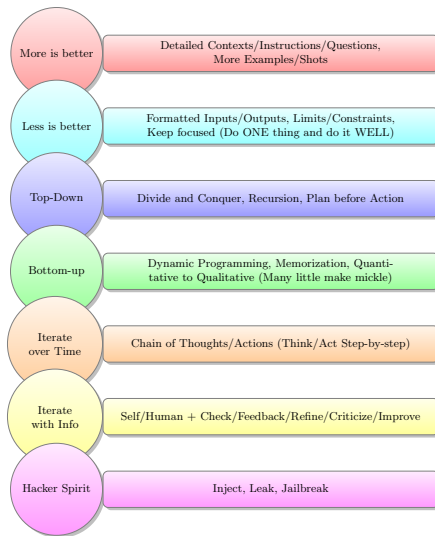 More is better
Detailed Contexts/Instructions/Questions,
More Examples/Shots
Less is better
Formatted Inputs/Outputs, Limits/Constraints,
Keep focused (Do ONE thing and do it WELL)
Top-Down
Divide and Conquer, Recursion, Plan before Action
Bottom-up
Dynamic Programming, Memorization, Quanti-
tative to Qualitative (Many little make mickle)
Iterate
over Time
Chain of Thoughts/Actions (Think/Act Step-by-step)
Iterate
with Info
Self/Human + Check/Feedback/Refine/Criticize/Improve
Hacker Spirit
Inject, Leak, Jailbreak